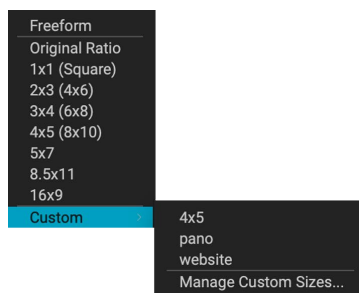 Freeform
Original Ratio
1x1 (Square)
2x3 (4x6)
3x4 (6x8)
4x5 (8x10)
5x7
8.5x11
16x9
Custom
4x5
pano
website
Manage Custom Sizes...